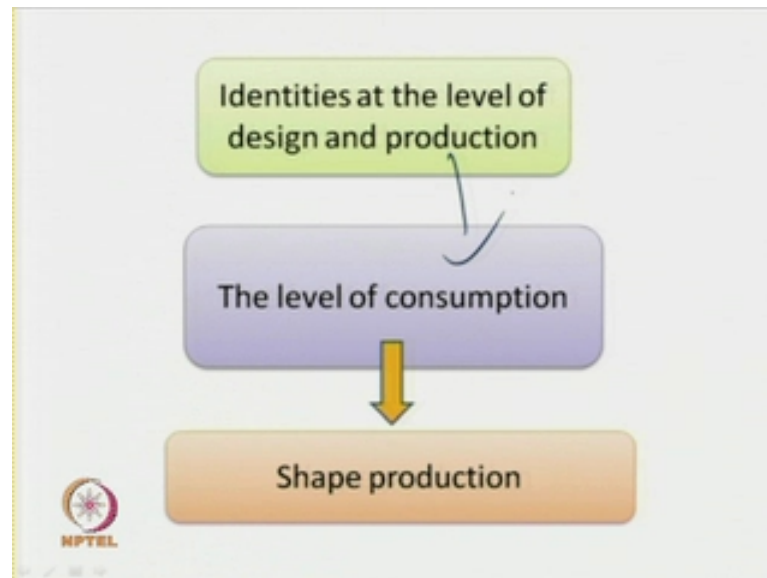 Identities at the level of
design and production
The level of consumption
Shape production
NPTEL